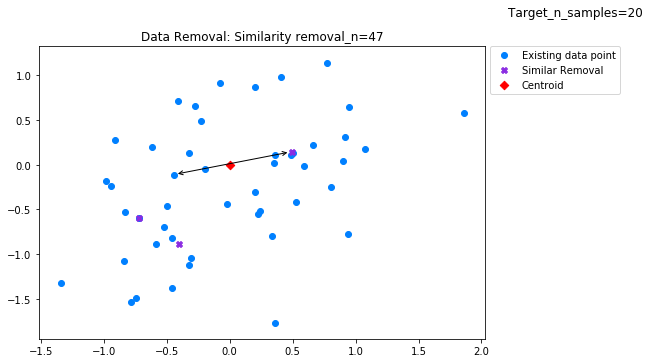 Target_n_samples=20
Data Removal: Similarity removal_n=47
Existing data point
Similar Removal
Centroid
1.0
0.5
0.0
−0.5
−1.0
−1.5
−1.5 −1.0 −0.5 0.0 0.5 1.0 1.5 2.0